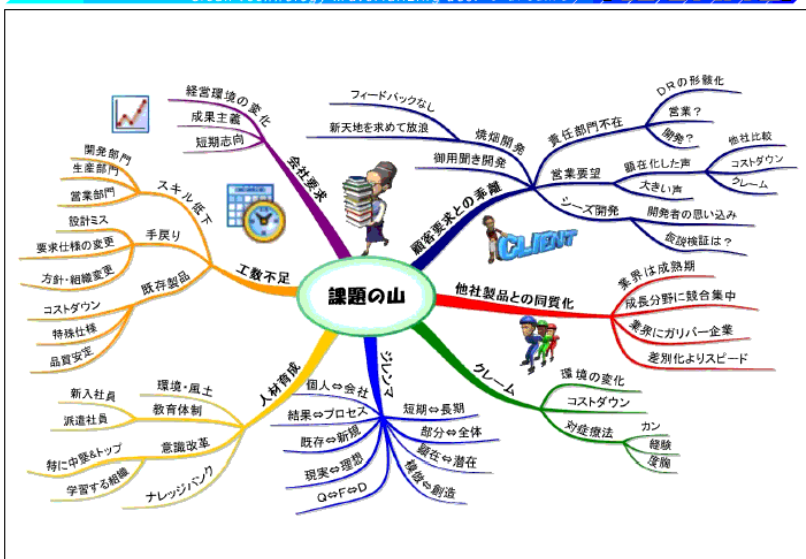 課題の山
会社要求
経営環境の変化
成果主義
短期志向
顧客要求との乖離
焼畑開発
フィードバックなし
新天地を求めて放浪
御用聞き開発
責任部門不在
DRの形骸化
営業?
開発?
営業要望
顕在化した声
他社比較
コストダウン
クレーム
大きい声
シーズ開発
開発者の思い込み
仮説検証は?
CLIENT
他社製品との同質化
業界は成熟期
成長分野に競合集中
業界にガリバー企業
差別化よりスピード
クレーム
環境の変化
コストダウン
対症療法
カン
経験
度胸
ジレンマ
短期⇔長期
部分⇔全体
顕在⇔潜在
模倣⇔創造
個人⇔会社
結果⇔プロセス
既存⇔新規
現実⇔理想
Q⇔F⇔D
人材育成
環境・風土
教育体制
新入社員
派遣社員
意識改革
特に中堅&トップ
学習する組織
ナレッジバンク
工数不足
スキル低下
開発部門
生産部門
営業部門
手戻り
設計ミス
要求仕様の変更
方針・組織変更
既存製品
コストダウン
特殊仕様
品質安定